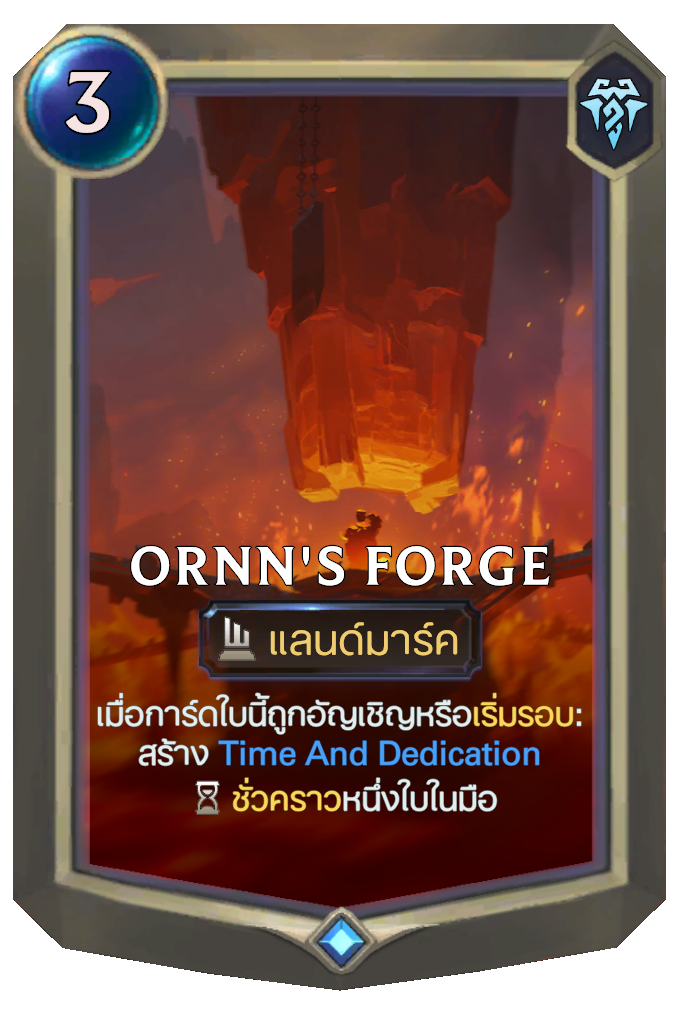 3
ORNN'S FORGE
แลนด์มาร์ค
เมื่อการ์ดใบนี้ถูกอัญเชิญหรือเริ่มรอบ:
สร้าง Time And Dedication
ชั่วคราวหนึ่งใบในมือ